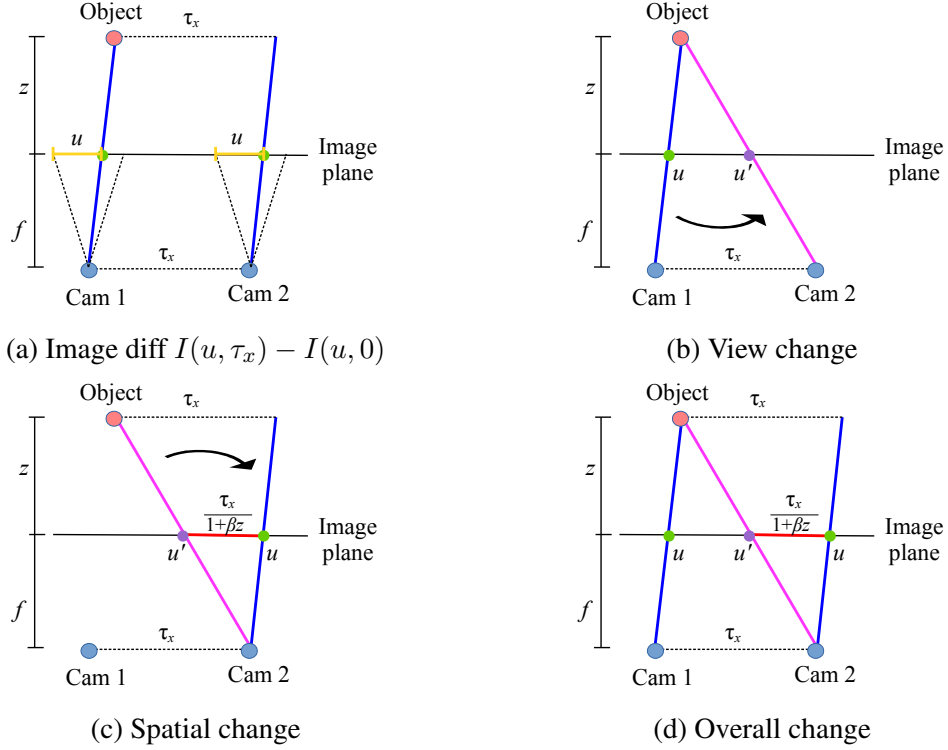 Object
τx
z
u
u
Image
plane
f
τx
Cam 1
Cam 2
(a) Image diff I(u, τx) − I(u, 0)
Object
z
Image
plane
u
u′
f
τx
Cam 1
Cam 2
(b) View change
Object
τx
z
τx
1+βz
Image
plane
u′
u
f
τx
Cam 1
Cam 2
(c) Spatial change
Object
τx
z
τx
1+βz
Image
plane
u
u′
u
f
τx
Cam 1
Cam 2
(d) Overall change